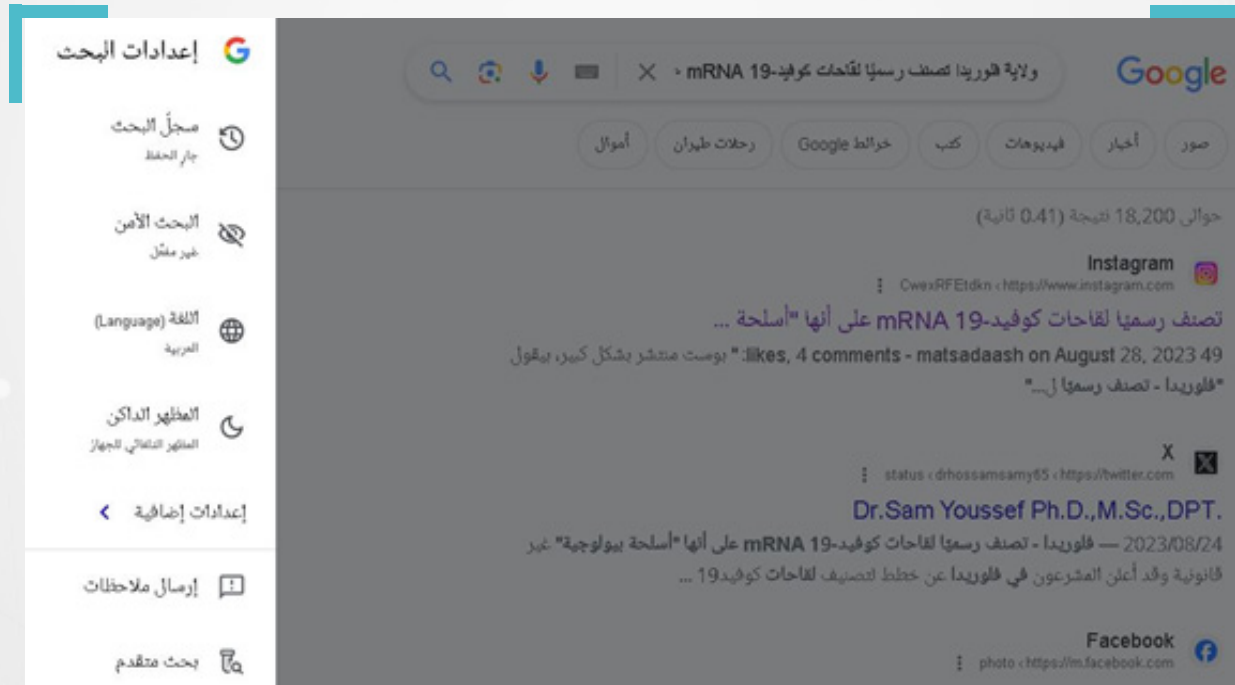 إعدادات البحث
سجلّ البحث
جارٍ الحفظ
البحث الآمن
غير مفعّل
اللغة (Language)
العربية
المظهر الداكن
المظهر التلقائي للجهاز
إعدادات إضافية
إرسال ملاحظات
بحث متقدم
Google
ولاية فلوريدا تصنف رسميًا لقاحات كوفيد-19 mRNA
صور أخبار فيديوهات كتب خرائط Google رحلات طيران أموال
حوالى 18,200 نتيجة (0.41 ثانية)
Instagram
https://www.instagram.com › CwexRFEtdkn
تصنف رسميًا لقاحات كوفيد-19 mRNA على أنها "أسلحة ...
49 likes, 4 comments - matsadaash on August 28, 2023: " بوست منتشر بشكل كبير، بيقول
"فلوريدا - تصنف رسميًا ل...."
X
https://twitter.com › drhossamsamy65 › status
Dr.Sam Youssef Ph.D.,M.Sc.,DPT.
2023/08/24 — فلوريدا - تصنف رسميًا لقاحات كوفيد-19 mRNA على أنها "أسلحة بيولوجية" غير
قانونية وقد أعلن المشرعون في فلوريدا عن خطط لتصنيف لقاحات كوفيد19 ...
Facebook
https://m.facebook.com › photo